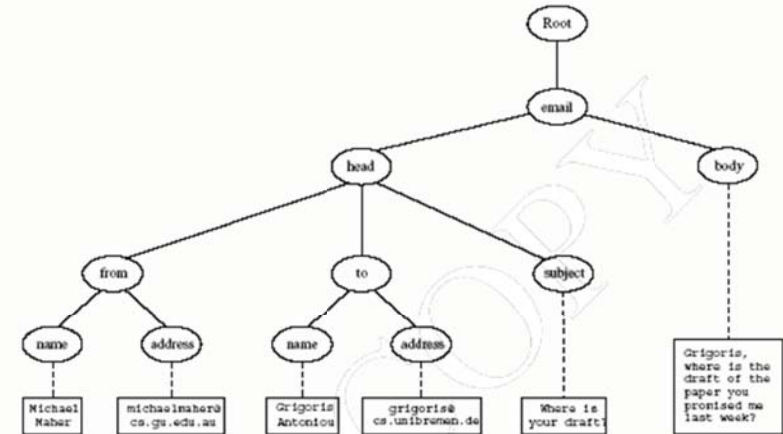 Root
email
head
body
from
to
subject
name
address
name
address
Michael
Maher
michaelmaher@
cs.gu.edu.au
Grigoris
Antoniou
grigoris@
cs.unibremen.de
Where is
your draft?
Grigoris,
where is the
draft of the
paper you
promised me
last week?
COPY